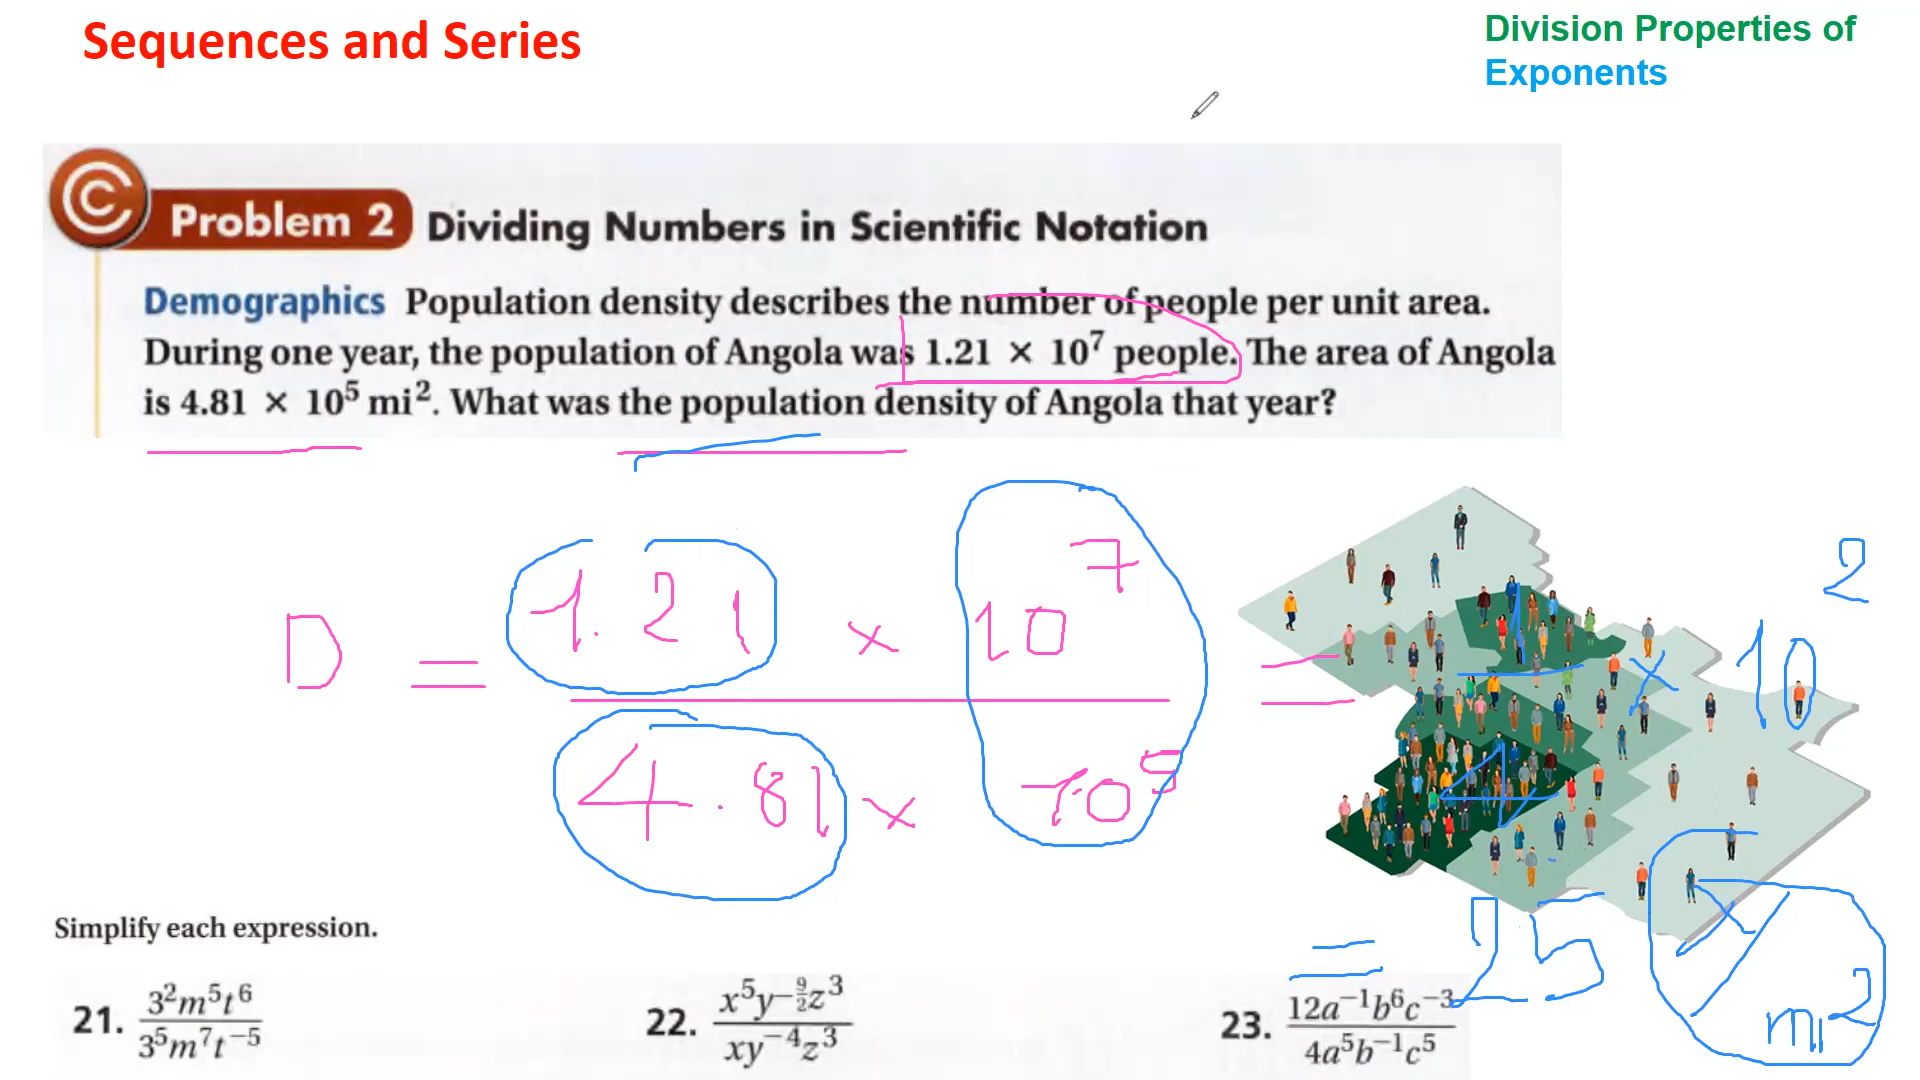 Sequences and Series
Division Properties of
Exponents
Problem 2 Dividing Numbers in Scientific Notation
Demographics Population density describes the number of people per unit area.
During one year, the population of Angola was 1.21 × 10⁷ people. The area of Angola
is 4.81 × 10⁵ mi². What was the population density of Angola that year?
D = 1.21 × 10⁷ / 4.81 × 10⁵ = 1/4 × 10²
= 25 / mi²
Simplify each expression.
21. 3²m⁵t⁶ / 3⁵m⁷t⁻⁵
22. x⁵y^(-9/2)z³ / xy⁻⁴z³
23. 12a⁻¹b⁶c⁻³ / 4a⁵b⁻¹c⁵